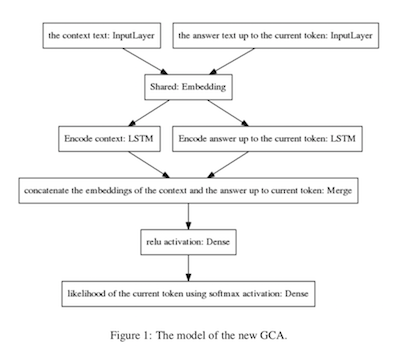 the context text: InputLayer
the answer text up to the current token: InputLayer
Shared: Embedding
Encode context: LSTM
Encode answer up to the current token: LSTM
concatenate the embeddings of the context and the answer up to current token: Merge
relu activation: Dense
likelihood of the current token using softmax activation: Dense
Figure 1: The model of the new GCA.